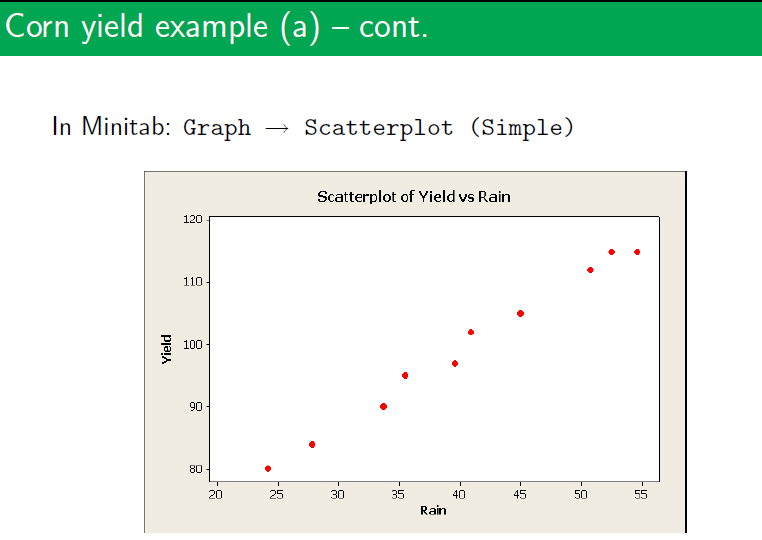 Corn yield example (a) – cont.
In Minitab: Graph → Scatterplot (Simple)
Scatterplot of Yield vs Rain
120
110
100
90
80
Yield
20 25 30 35 40 45 50 55
Rain